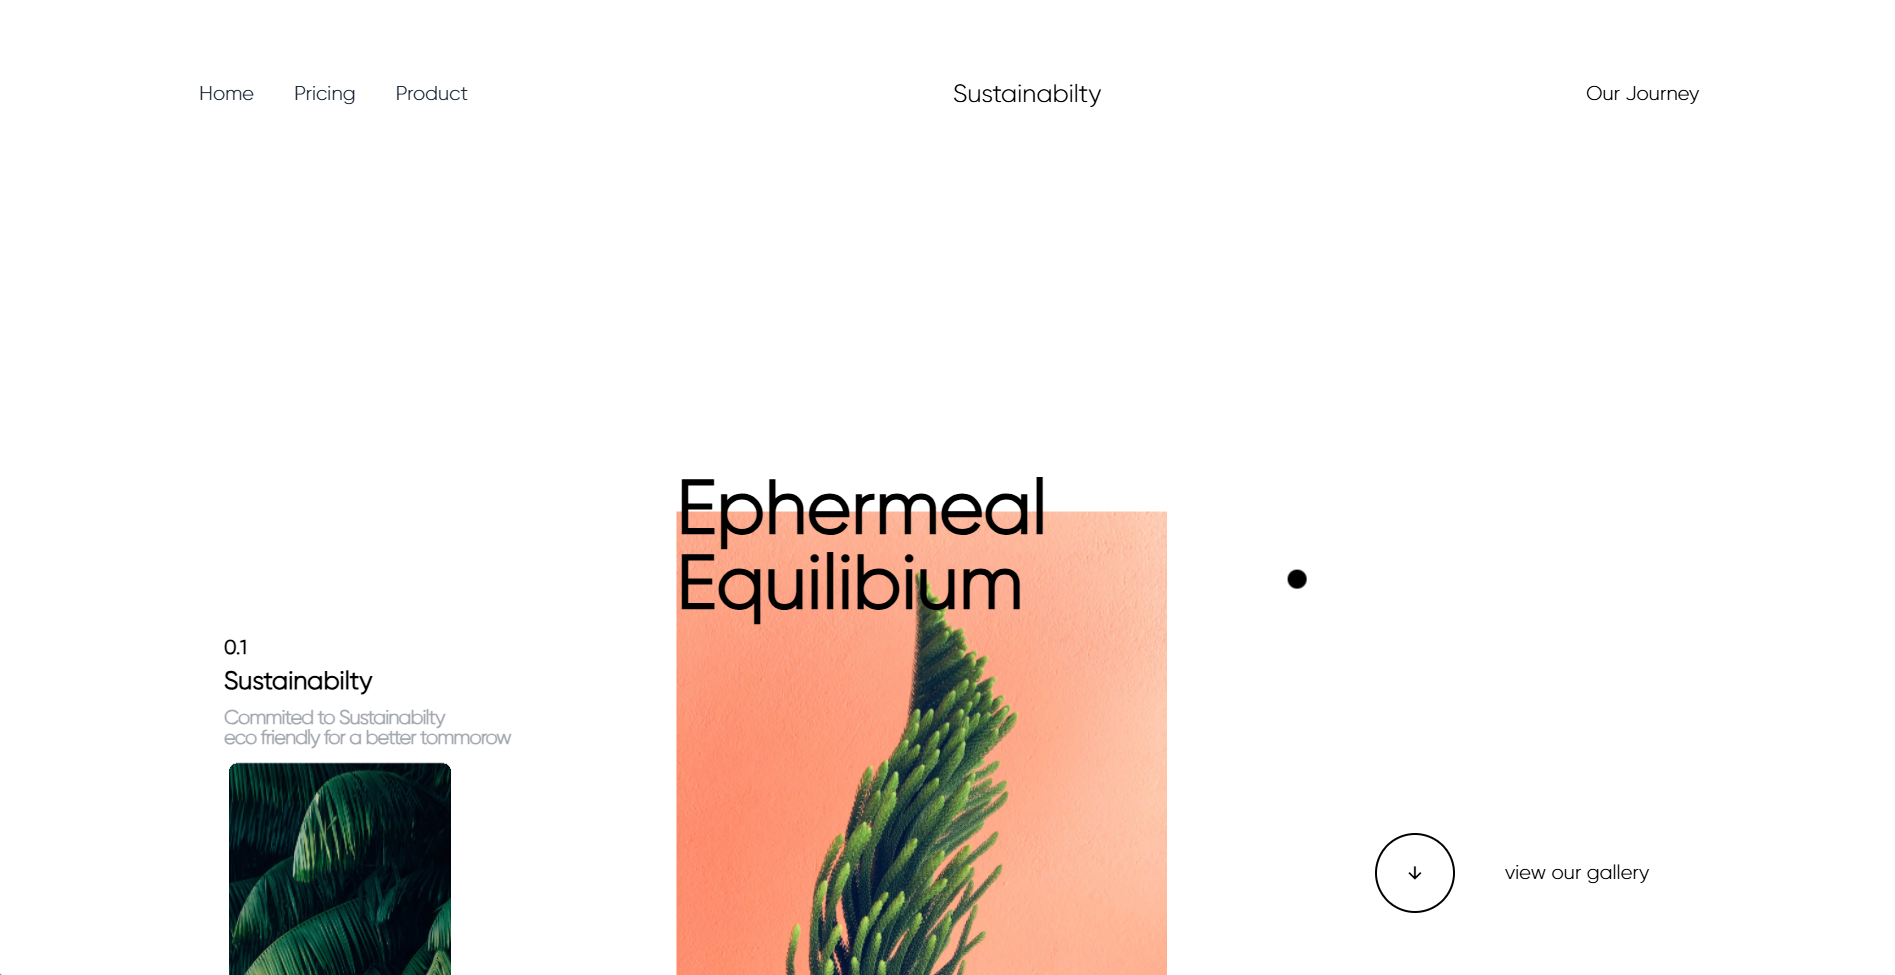 Home Pricing Product Sustainabilty Our Journey
Ephermeal
Equilibium
0.1
Sustainabilty
Commited to Sustainabilty
eco friendly for a better tommorow
view our gallery